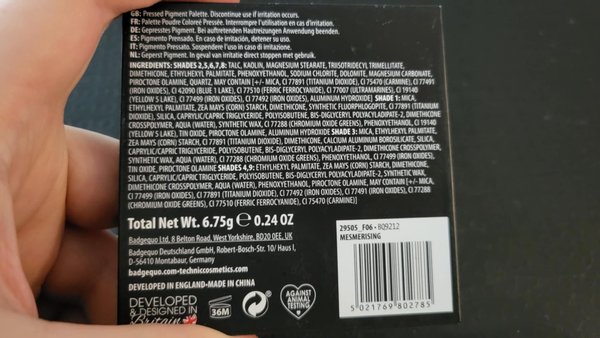 GB: Pressed Pigment Palette. Discontinue use if irritation occurs.
FR: Palette Poudre Colorée Pressée. Interrompre l'utilisation en cas d'irritation.
DE: Gepresstes Pigment. Bei auftretenden Hautreizungen Anwendung beenden.
ES: Pigmento Prensado. En caso de irritación, detener su uso.
IT: Pigmento Pressato. Sospendere l'uso in caso di irritazione.
NL: Geperst Pigment. In geval van irritatie direct stoppen met gebruik.
INGREDIENTS: SHADES 2,5,6,7,8: TALC, KAOLIN, MAGNESIUM STEARATE, TRIISOTRIDECYL TRIMELLITATE,
DIMETHICONE, ETHYLHEXYL PALMITATE, PHENOXYETHANOL, SODIUM CHLORITE, DOLOMITE, MAGNESIUM CARBONATE,
PIROCTONE OLAMINE, QUARTZ, MAY CONTAIN [+/- MICA, CI 77891 (TITANIUM DIOXIDE), CI 75470 (CARMINE), CI 77491
(IRON OXIDES), CI 42090 (BLUE 1 LAKE), CI 77510 (FERRIC FERROCYANIDE), CI 77007 (ULTRAMARINES), CI 19140
(YELLOW 5 LAKE), CI 77499 (IRON OXIDES), CI 77492 (IRON OXIDES), ALUMINUM HYDROXIDE] SHADE 1: MICA,
ETHYLHEXYL PALMITATE, ZEA MAYS (CORN) STARCH, DIMETHICONE, SYNTHETIC FLUORPHLOGOPITE, CI 77891 (TITANIUM
DIOXIDE), SILICA, CAPRYLIC/CAPRIC TRIGLYCERIDE, POLYISOBUTENE, BIS-DIGLYCERYL POLYACYLADIPATE-2, DIMETHICONE
CROSSPOLYMER, AQUA (WATER), SYNTHETIC WAX, CI 77288 (CHROMIUM OXIDE GREENS), PHENOXYETHANOL, CI 19140
(YELLOW 5 LAKE), TIN OXIDE, PIROCTONE OLAMINE, ALUMINUM HYDROXIDE SHADE 3: MICA, ETHYLHEXYL PALMITATE,
ZEA MAYS (CORN) STARCH, CI 77891 (TITANIUM DIOXIDE), DIMETHICONE, CALCIUM ALUMINUM BOROSILICATE, SILICA,
CAPRYLIC/CAPRIC TRIGLYCERIDE, POLYISOBUTENE, BIS-DIGLYCERYL POLYACYLADIPATE-2, DIMETHICONE CROSSPOLYMER,
SYNTHETIC WAX, AQUA (WATER), CI 77288 (CHROMIUM OXIDE GREENS), PHENOXYETHANOL, CI 77499 (IRON OXIDES),
TIN OXIDE, PIROCTONE OLAMINE SHADES 4,9: ETHYLHEXYL PALMITATE, ZEA MAYS (CORN) STARCH, DIMETHICONE,
SILICA, CAPRYLIC/CAPRIC TRIGLYCERIDE, POLYISOBUTENE, BIS-DIGLYCERYL POLYACYLADIPATE-2, SYNTHETIC WAX,
DIMETHICONE CROSSPOLYMER, AQUA (WATER), PHENOXYETHANOL, PIROCTONE OLAMINE, MAY CONTAIN [+/- MICA,
CI 77499 (IRON OXIDES), CI 77891 (TITANIUM DIOXIDE), CI 77492 (IRON OXIDES), CI 77491 (IRON OXIDES), CI 77288
(CHROMIUM OXIDE GREENS), CI 77510 (FERRIC FERROCYANIDE), CI 75470 (CARMINE)]
Total Net Wt. 6.75g ℮ 0.24 OZ
Badgequo Ltd, 8 Belton Road, West Yorkshire, BD20 0EE, UK
Badgequo Deutschland GmbH, Robert-Bosch-Str. 10/ Haus I,
D-56410 Montabaur, Germany
badgequo.com-techniccosmetics.com
DEVELOPED IN ENGLAND-MADE IN CHINA
DEVELOPED
& DESIGNED IN
Britain
36M
AGAINST
ANIMAL
TESTING
29505_F06 - BQ9212
MESMERISING
5 021769 802785